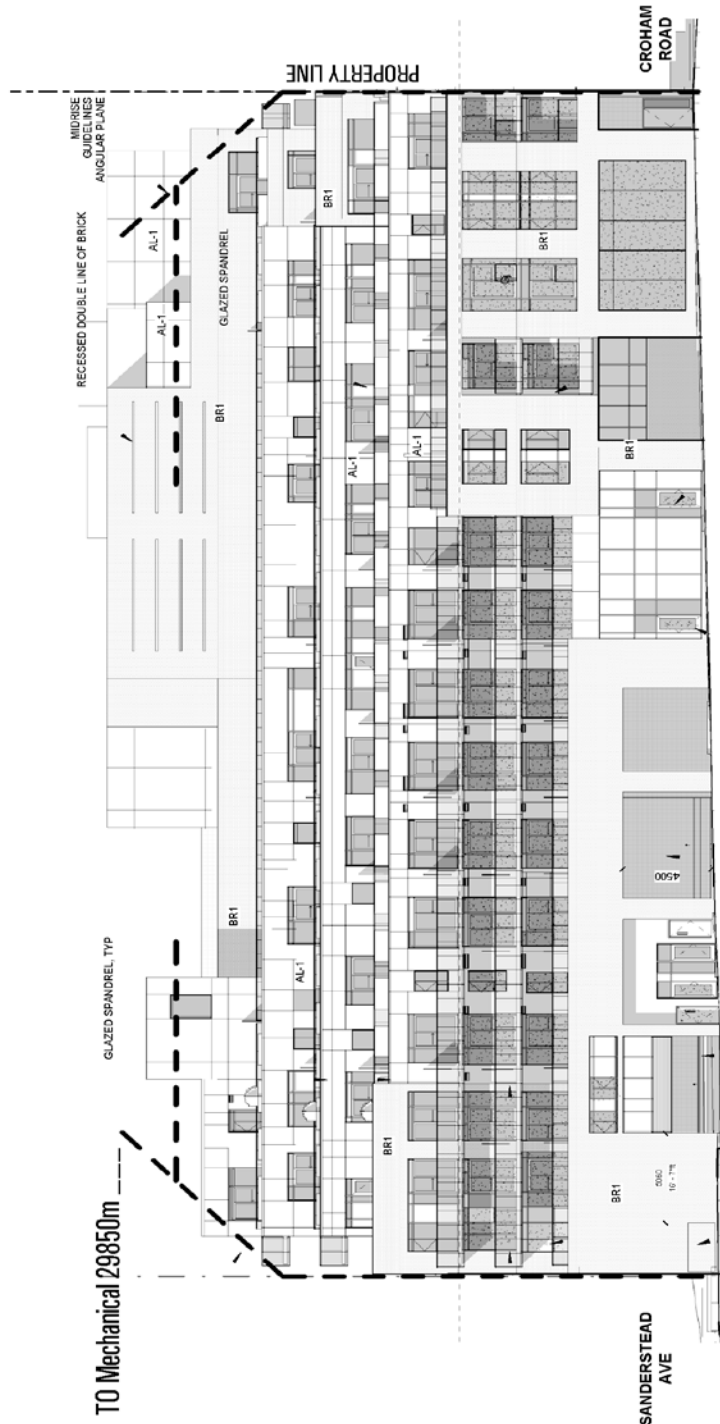 TO Mechanical 29850m
GLAZED SPANDREL, TYP
RECESSED DOUBLE LINE OF BRICK
MIDRISE
GUIDELINES
ANGULAR PLANE
PROPERTY LINE
AL-1
AL-1
GLAZED SPANDREL
BR1
BR1
AL-1
AL-1
AL-1
BR1
BR1
BR1
BR1
BR1
4500
SANDERSTEAD
AVE
CROHAM
ROAD